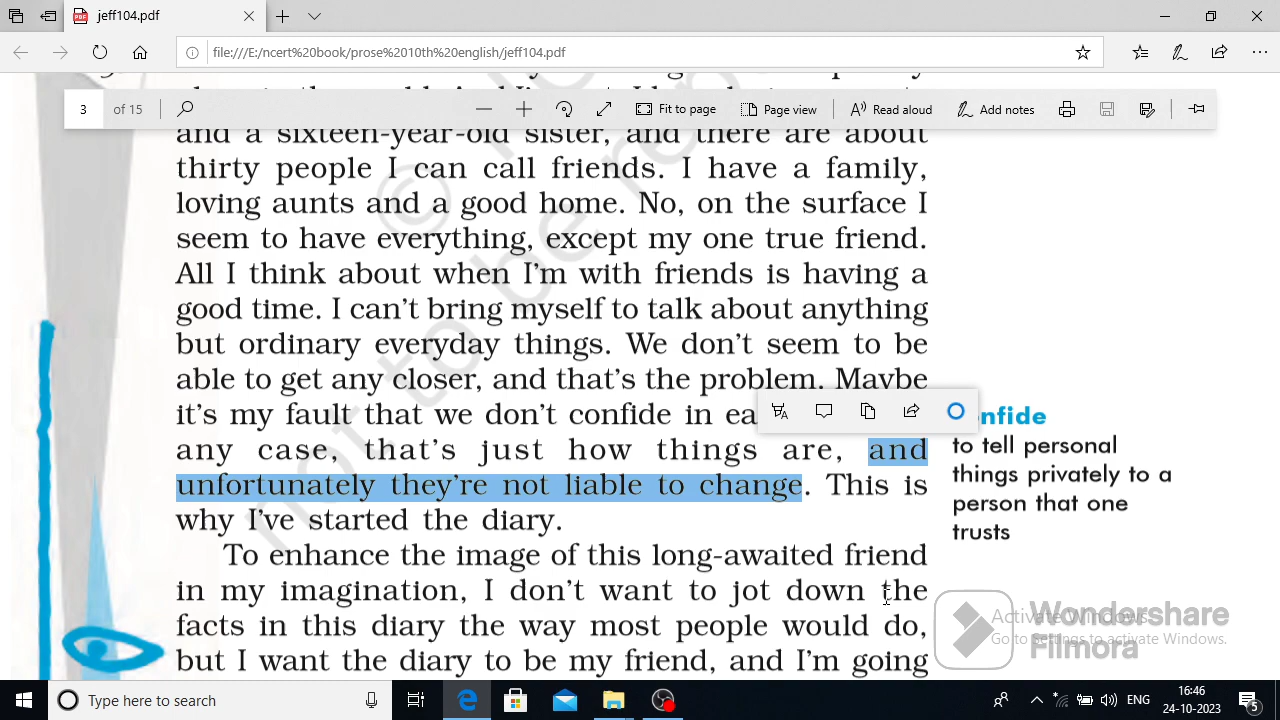 jeff104.pdf
file:///E:/ncert%20book/prose%2010th%20english/jeff104.pdf
3 of 15
Fit to page
Page view
Read aloud
Add notes
and a sixteen-year-old sister, and there are about
thirty people I can call friends. I have a family,
loving aunts and a good home. No, on the surface I
seem to have everything, except my one true friend.
All I think about when I'm with friends is having a
good time. I can't bring myself to talk about anything
but ordinary everyday things. We don't seem to be
able to get any closer, and that's the problem. Maybe
it's my fault that we don't confide in
any case, that's just how things are, and
unfortunately they're not liable to change. This is
why I've started the diary.
To enhance the image of this long-awaited friend
in my imagination, I don't want to jot down the
facts in this diary the way most people would do,
but I want the diary to be my friend, and I'm going
nfide
to tell personal
things privately to a
person that one
trusts
Activate Windows
Go to Settings to activate Windows.
Wondershare
Filmora
Type here to search
ENG
16:46
24-10-2023
5